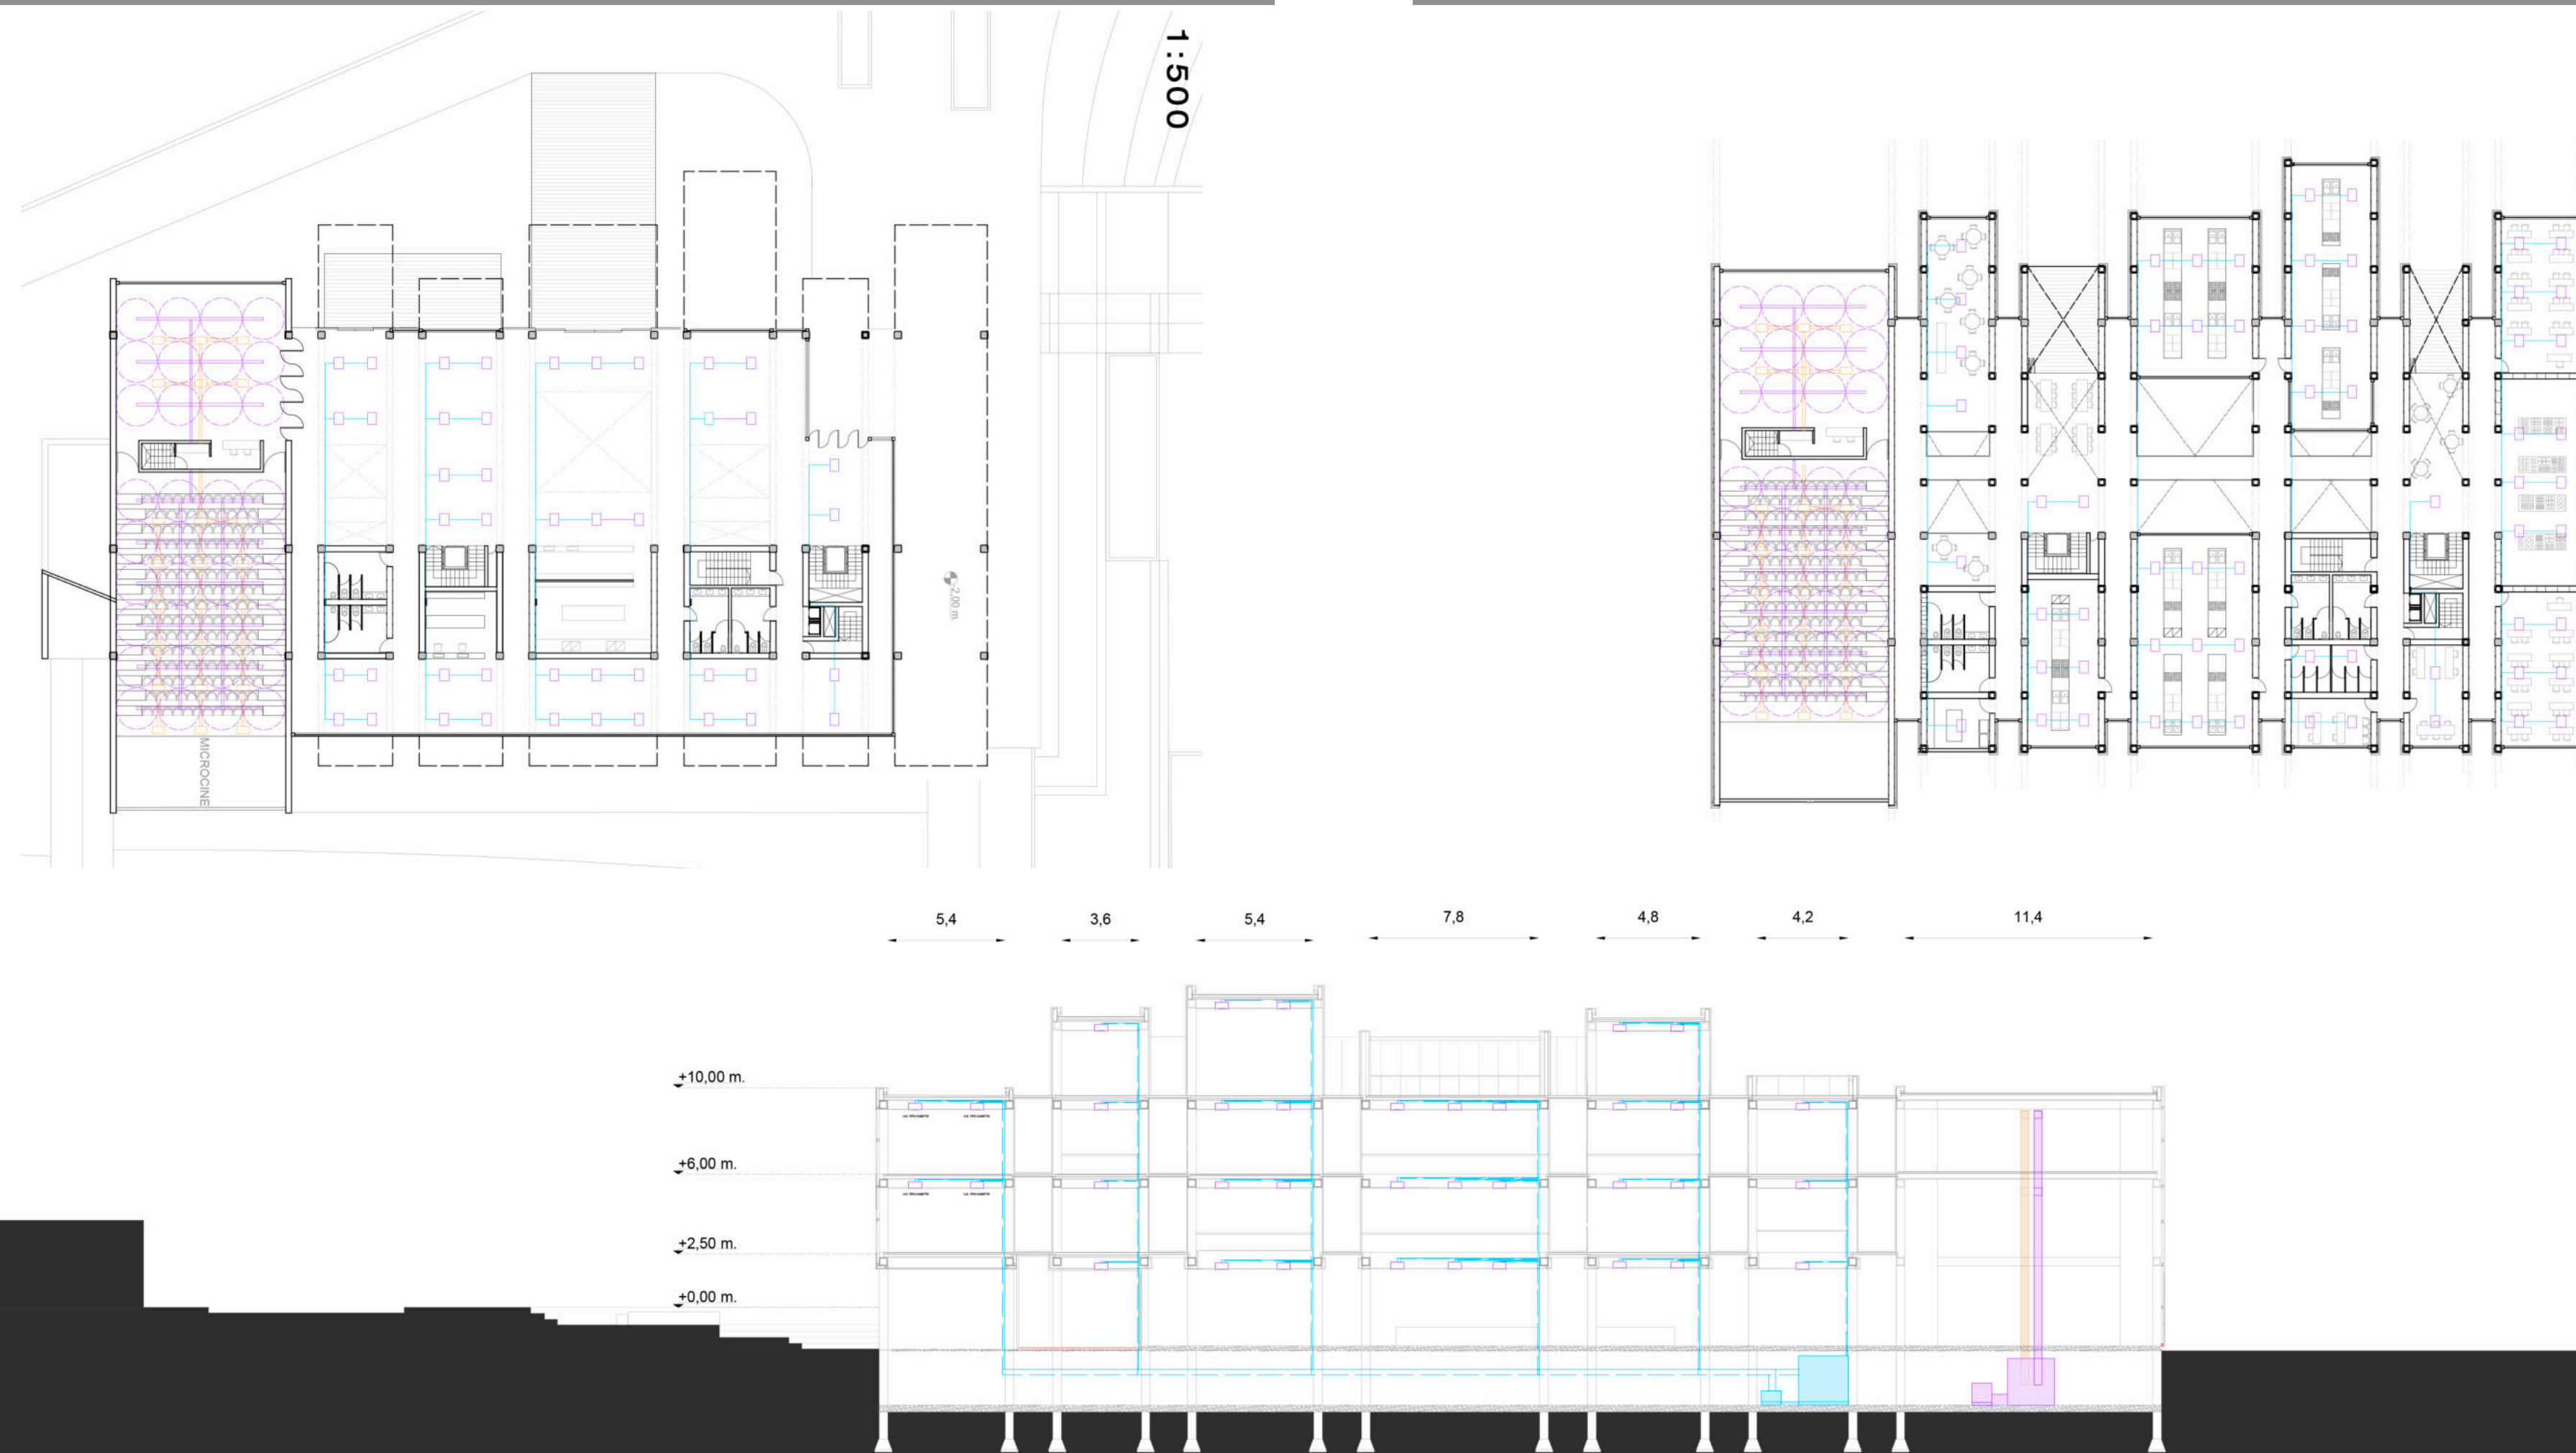 1:500
-2,00 m.
MICROCINE
5,4
3,6
5,4
7,8
4,8
4,2
11,4
+10,00 m.
+6,00 m.
+2,50 m.
+0,00 m.